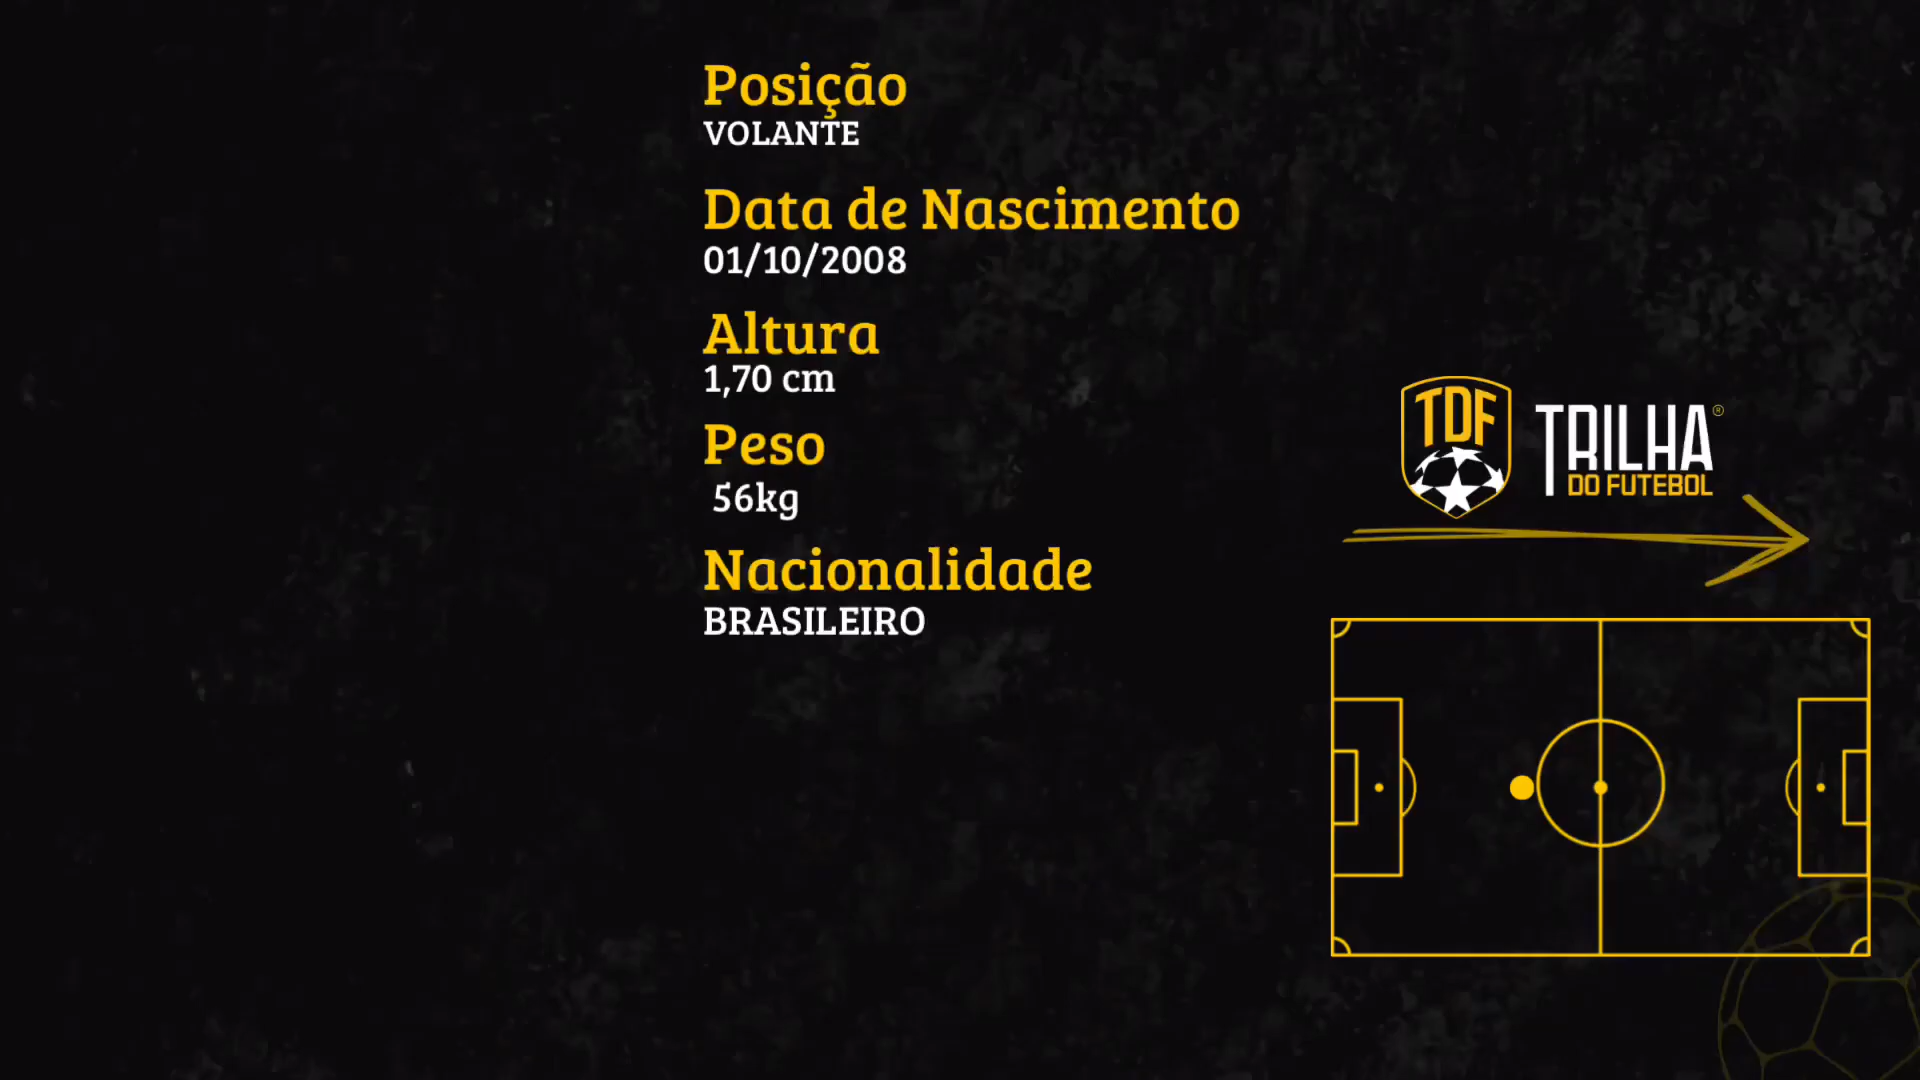 Posição
VOLANTE
Data de Nascimento
01/10/2008
Altura
1,70 cm
Peso
56kg
Nacionalidade
BRASILEIRO
TDF
TRILHA®
DO FUTEBOL